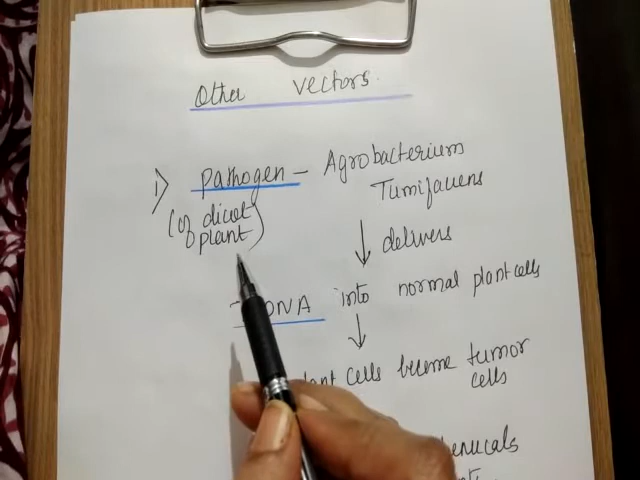 Other vectors.
1) Pathogen - Agrobacterium
Tumifaciens
(of dicot
plant)
delivers
DNA into normal plant cells
plant cells become tumor
cells